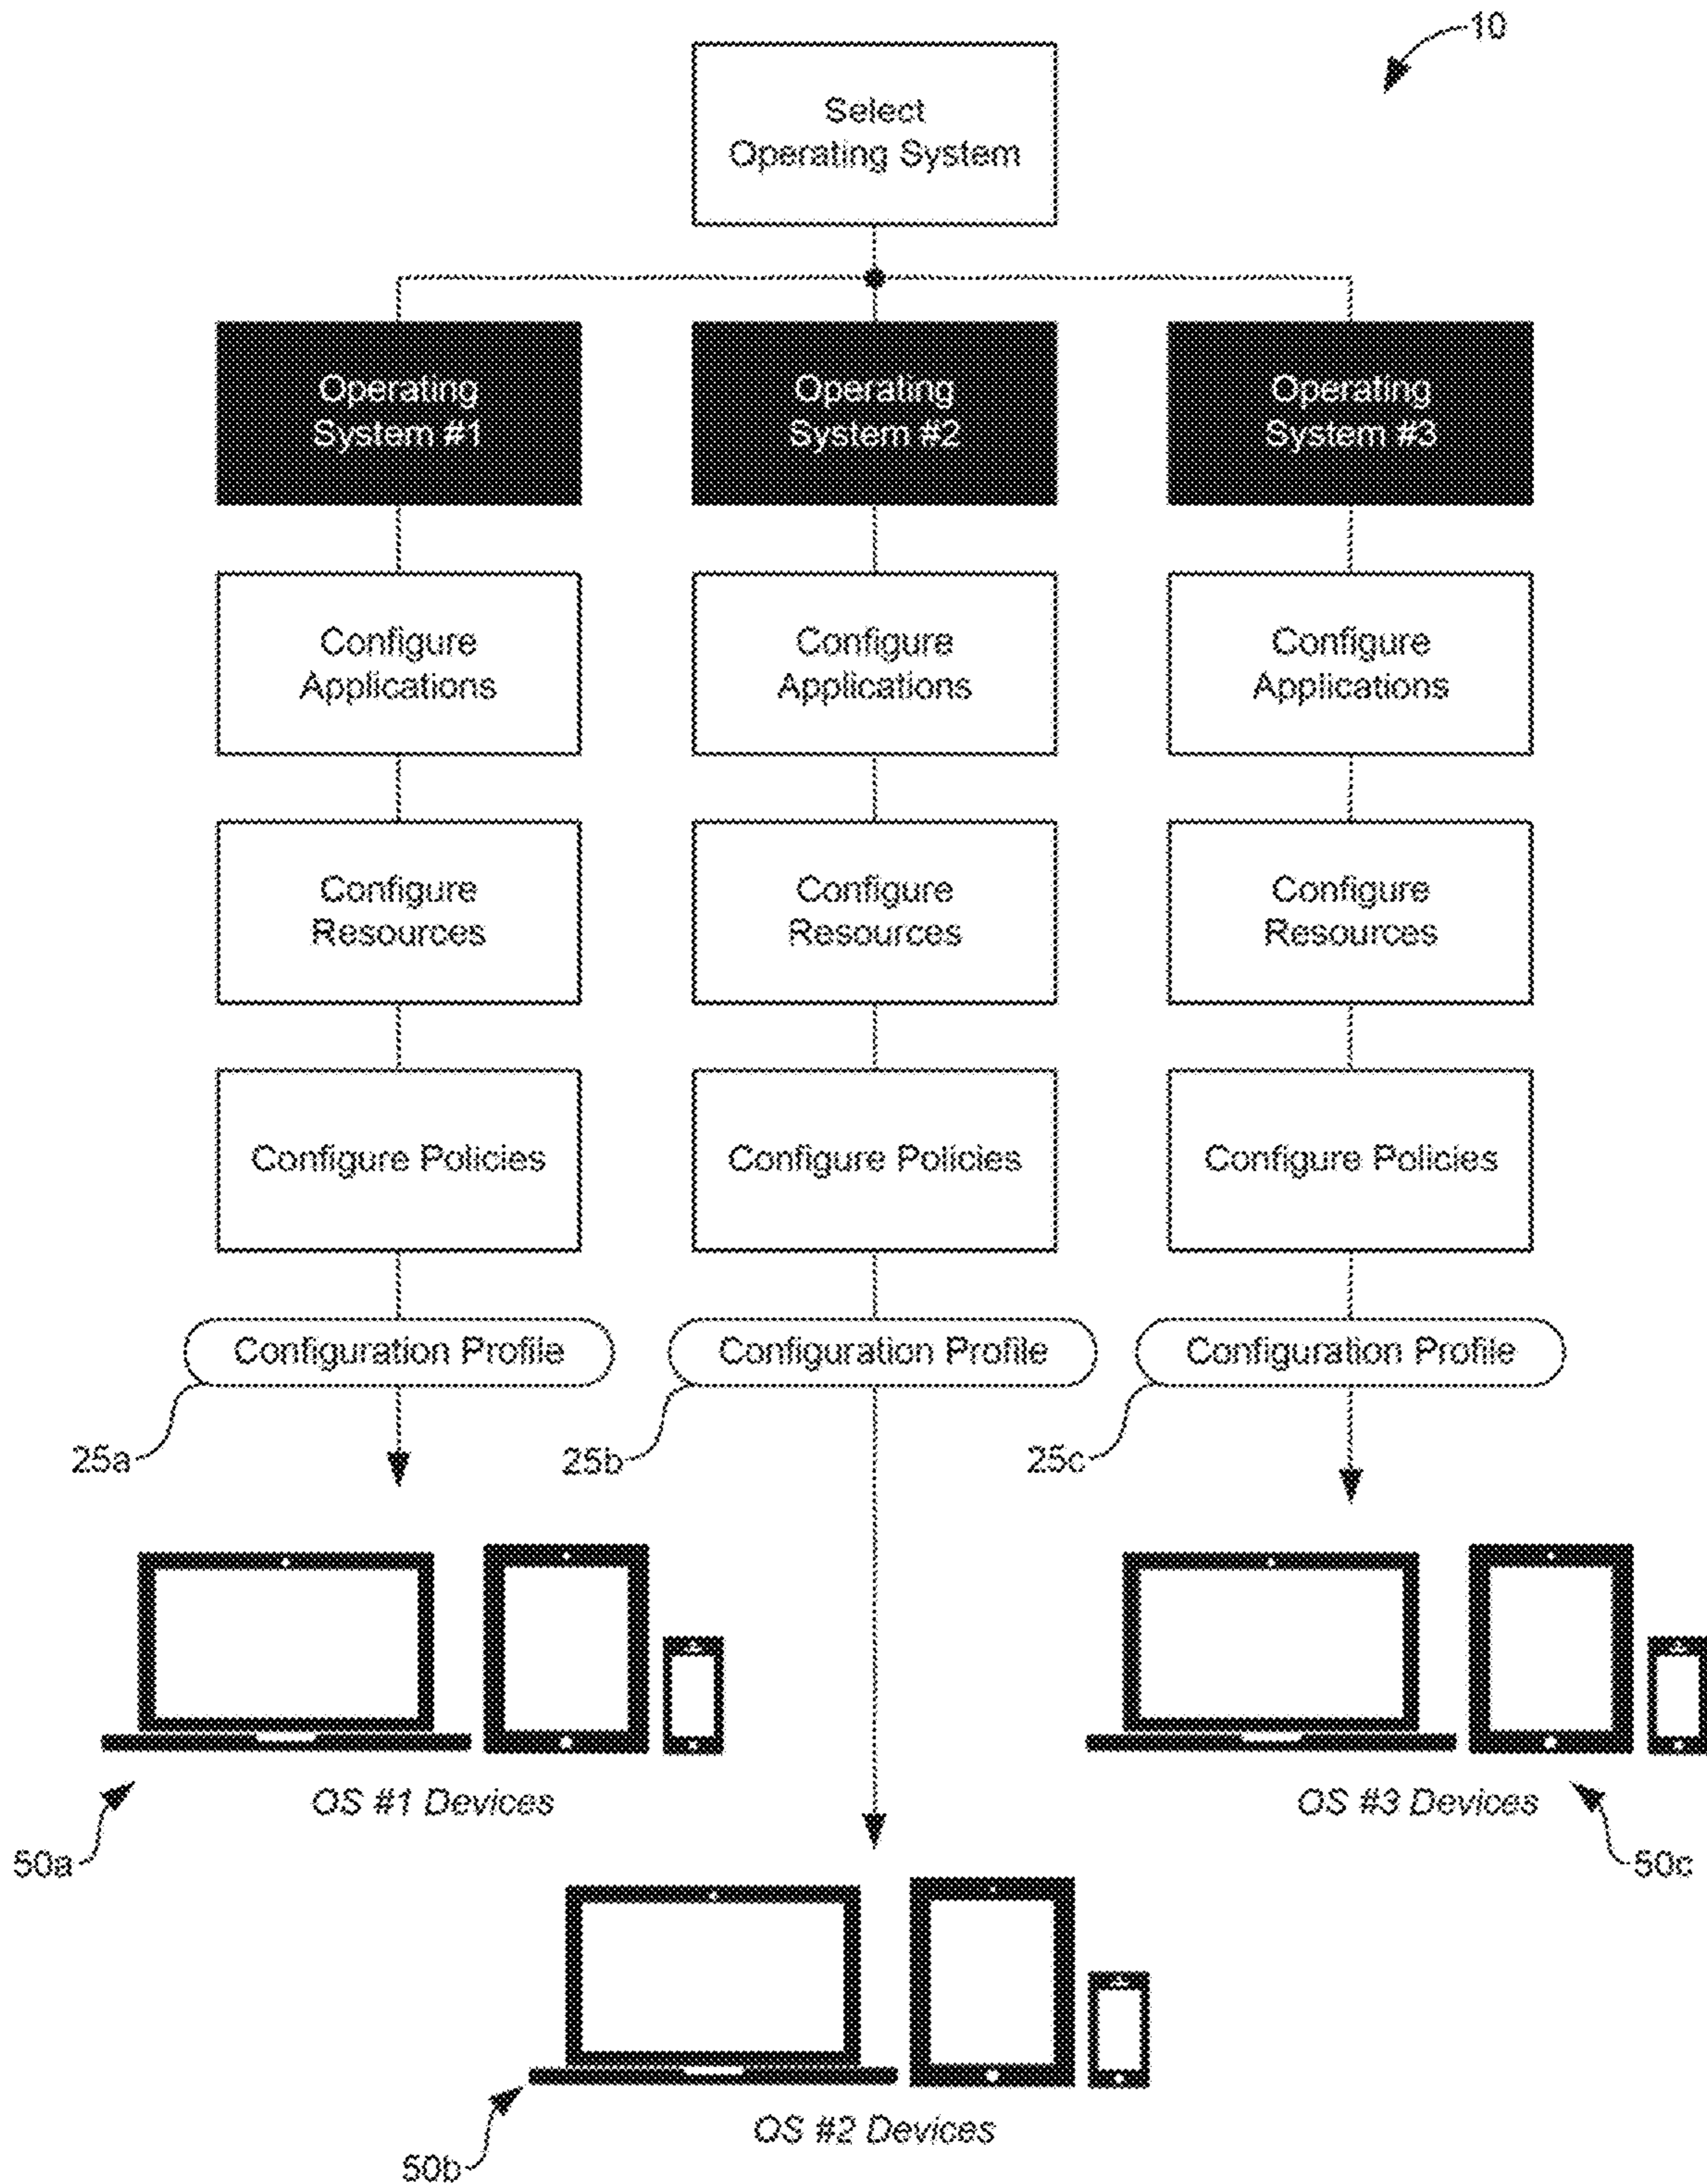 10
Select
Operating System
Operating
System #1
Operating
System #2
Operating
System #3
Configure
Applications
Configure
Applications
Configure
Applications
Configure
Resources
Configure
Resources
Configure
Resources
Configure Policies
Configure Policies
Configure Policies
Configuration Profile
Configuration Profile
Configuration Profile
25a
25b
25c
OS #1 Devices
OS #3 Devices
50a
50c
OS #2 Devices
50b